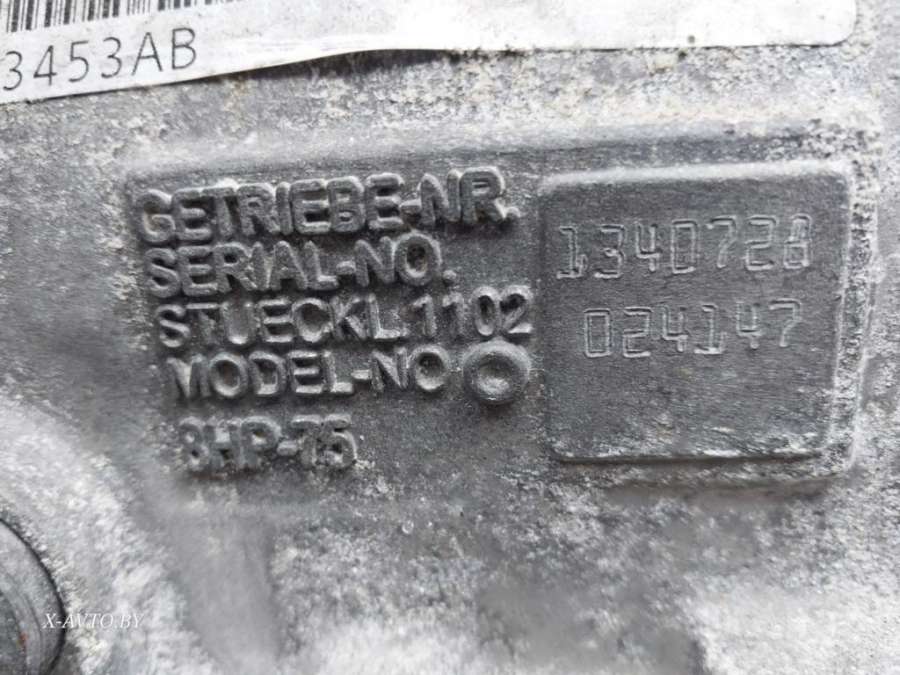 3453AB
GETRIEBE-NR.
SERIAL-NO.
STUECKL.1102
MODEL-NO
8HP-75
1340728
024147
X-AVTO.BY